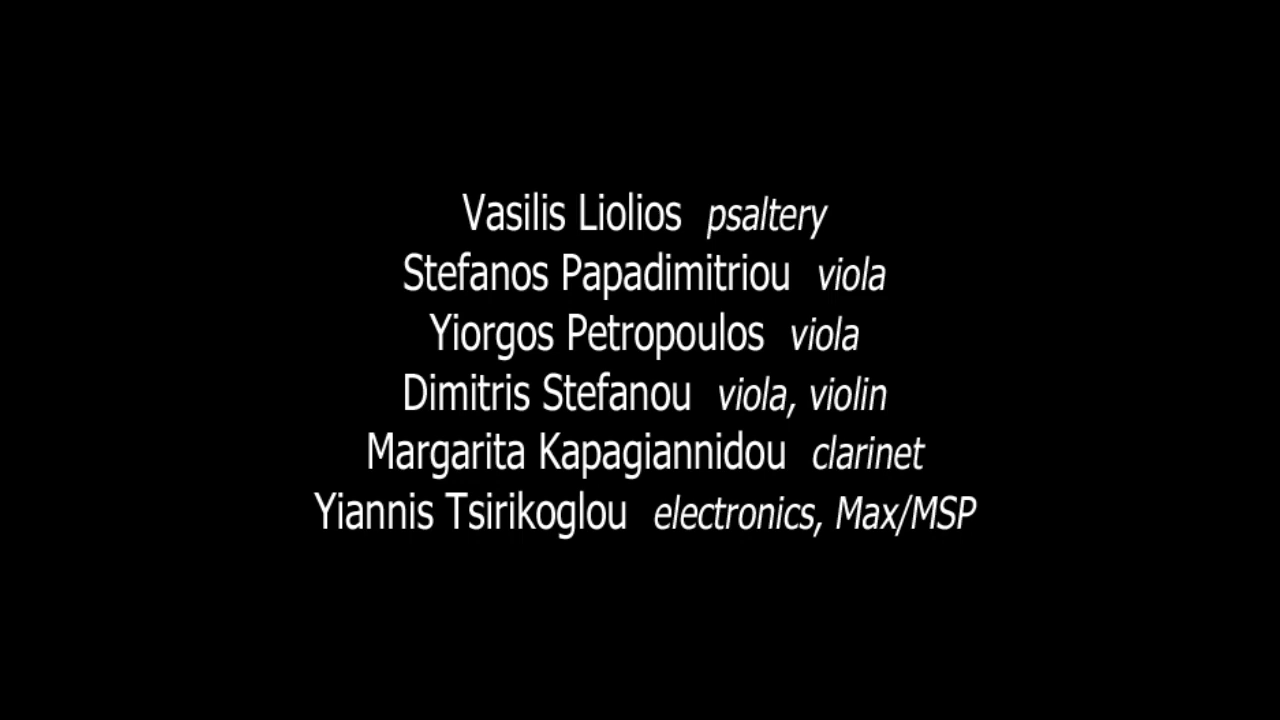 Vasilis Liolios psaltery
Stefanos Papadimitriou viola
Yiorgos Petropoulos viola
Dimitris Stefanou viola, violin
Margarita Kapagiannidou clarinet
Yiannis Tsirikoglou electronics, Max/MSP